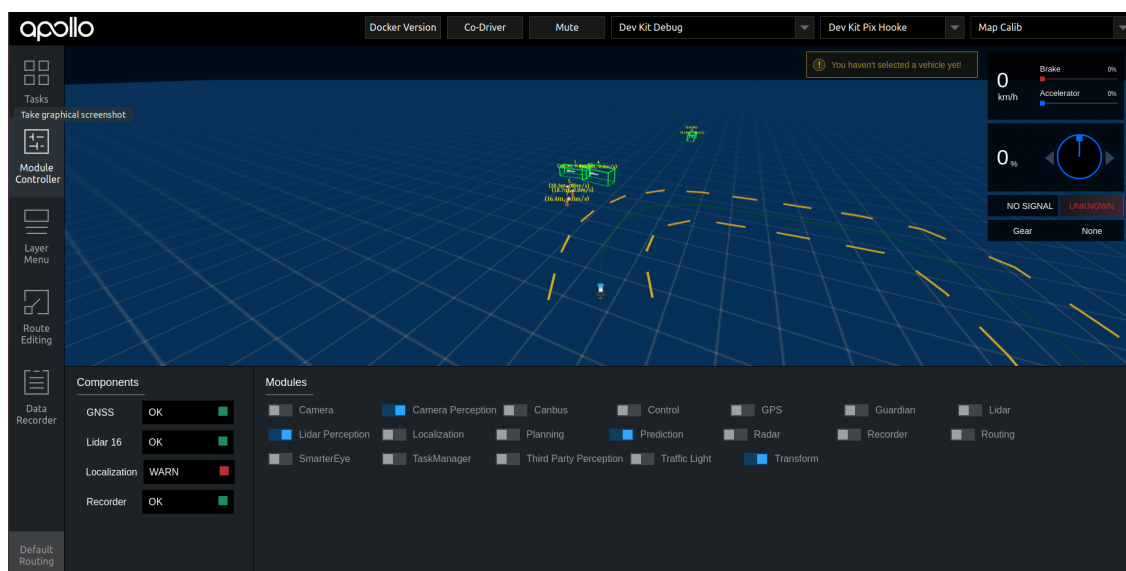 apollo
Docker Version Co-Driver Mute Dev Kit Debug Dev Kit Pix Hooke Map Calib
You haven't selected a vehicle yet!
Tasks
Take graphical screenshot
Module
Controller
Layer
Menu
Route
Editing
Data
Recorder
Default
Routing
0
km/h
Brake 0%
Accelerator 0%
0 %
NO SIGNAL UNKNOWN
Gear None
(16.4m, 0.0m/s)
Components
GNSS OK
Lidar 16 OK
Localization WARN
Recorder OK
Modules
Camera Camera Perception Canbus Control GPS Guardian Lidar
Lidar Perception Localization Planning Prediction Radar Recorder Routing
SmarterEye TaskManager Third Party Perception Traffic Light Transform